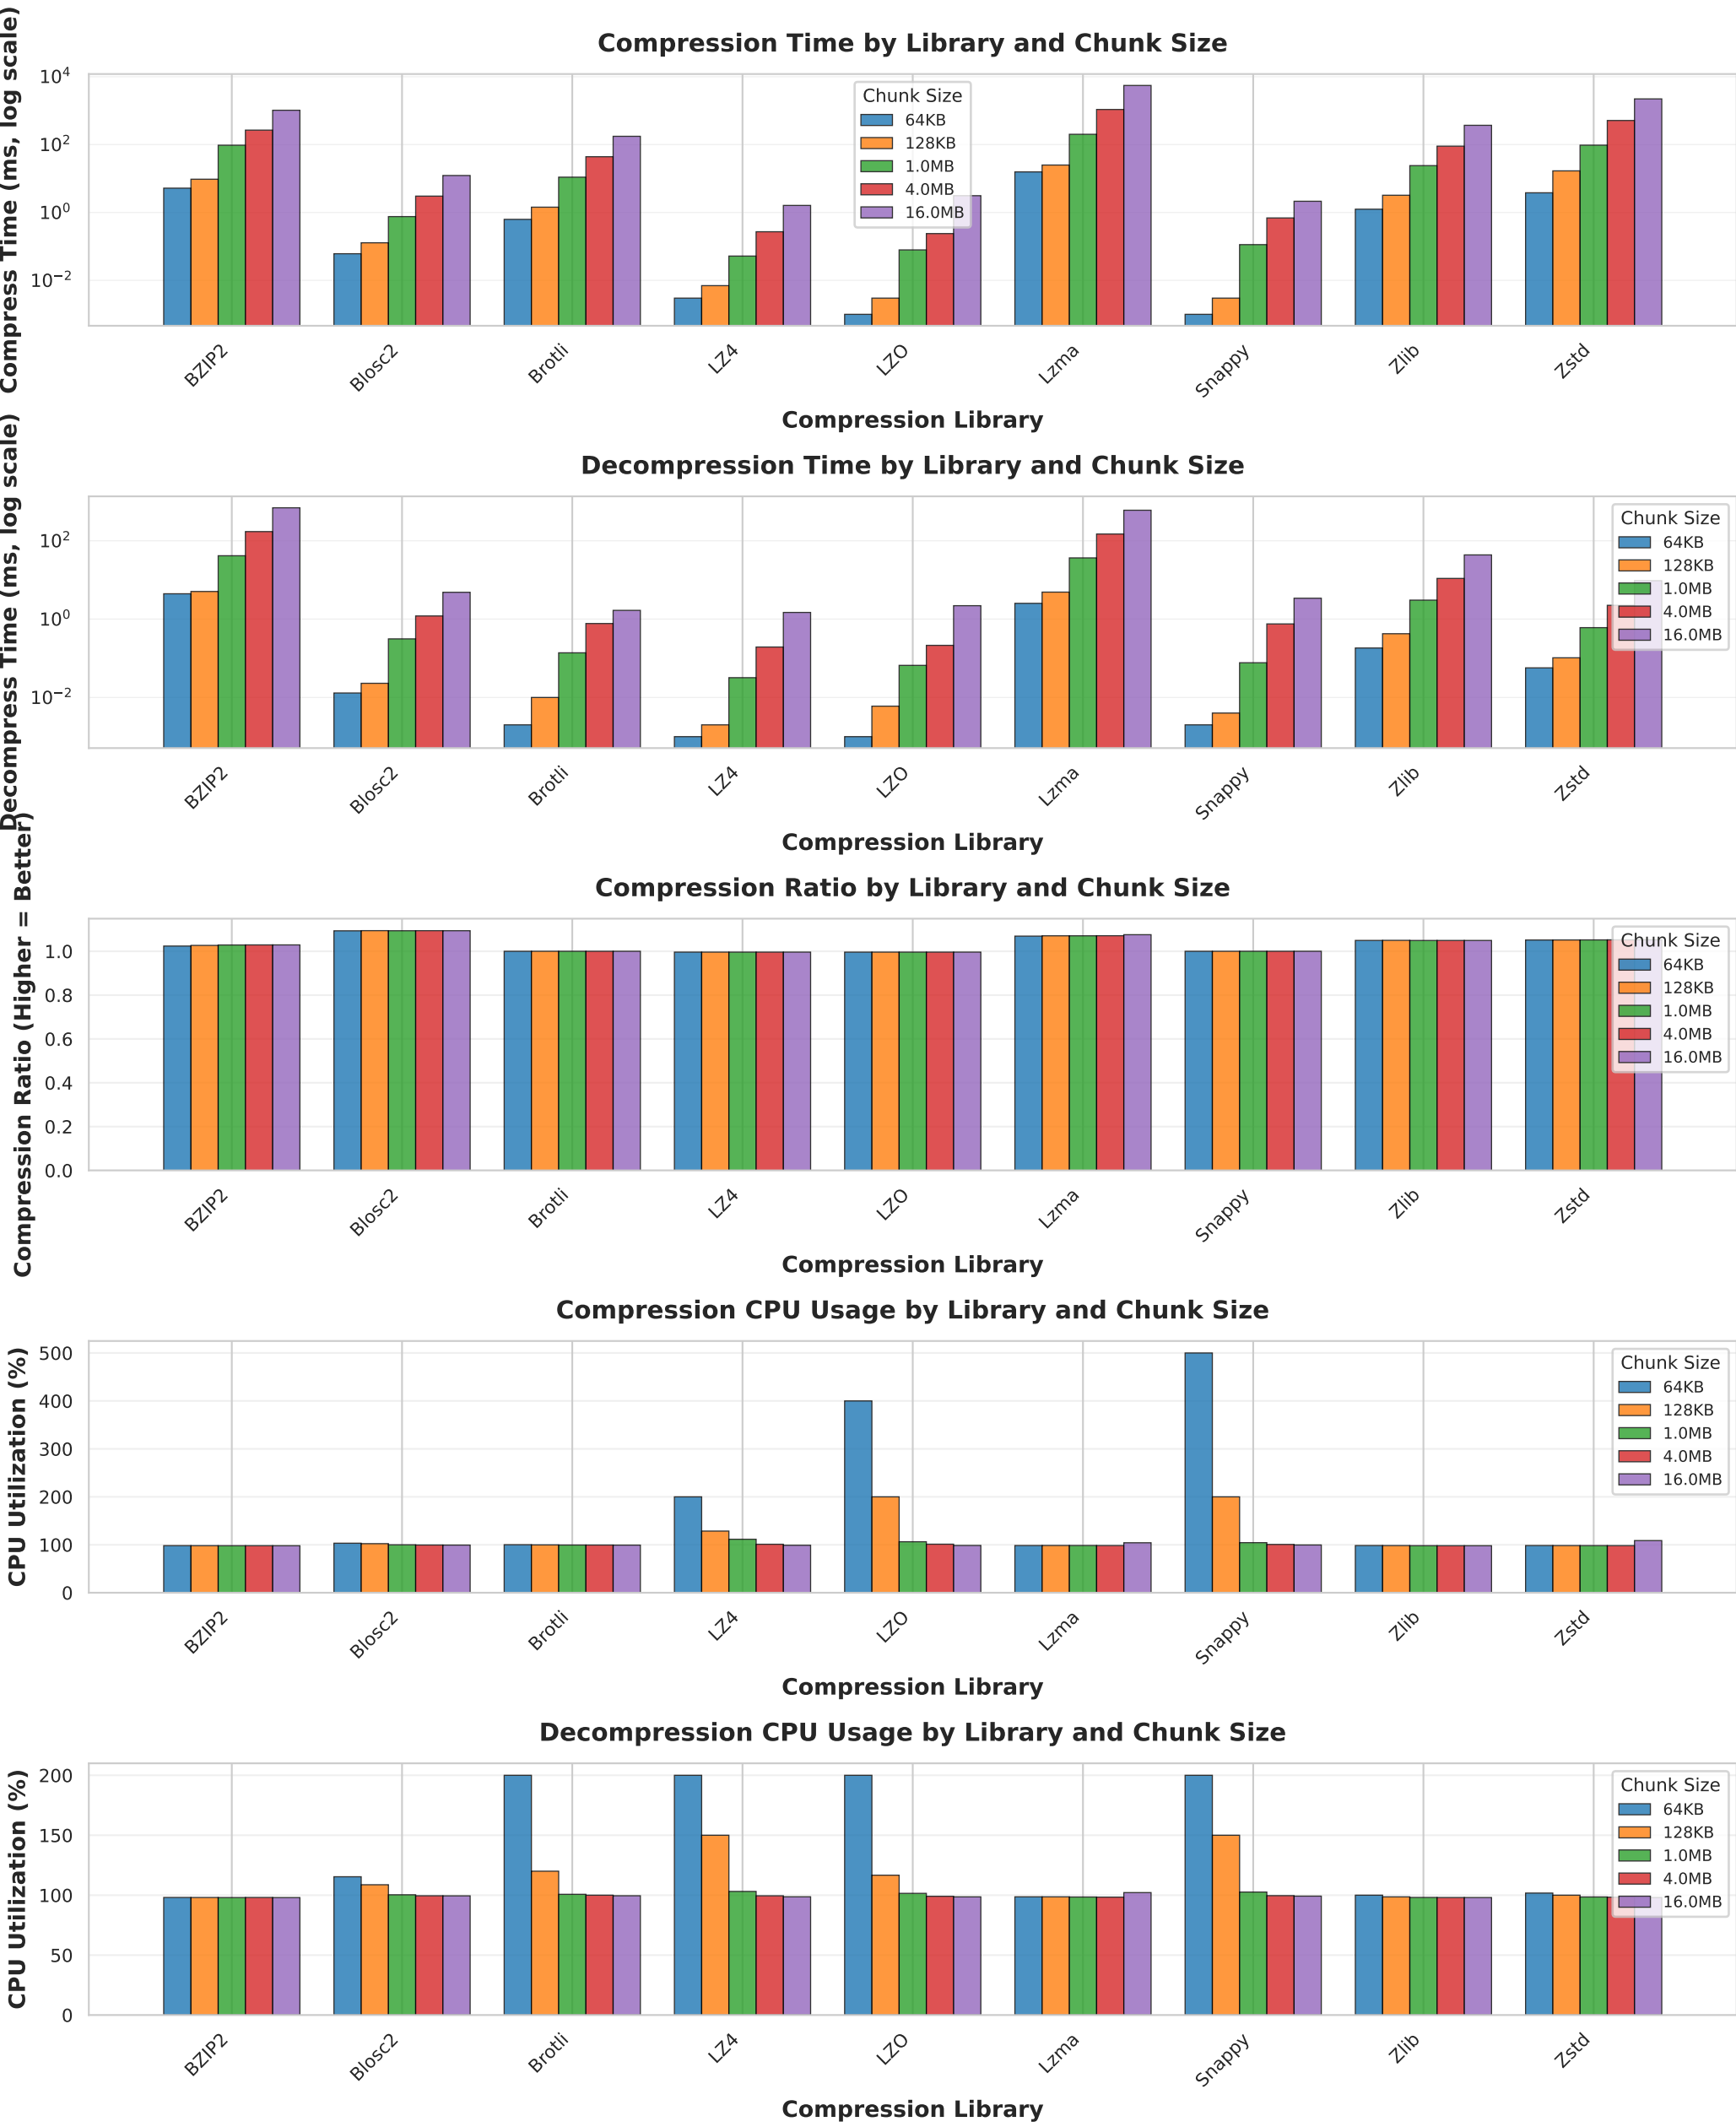 Compression Time by Library and Chunk Size
Compress Time (ms, log scale)
10⁴
10²
10⁰
10⁻²
Chunk Size
64KB
128KB
1.0MB
4.0MB
16.0MB
BZIP2
Blosc2
Brotli
LZ4
LZO
Lzma
Snappy
Zlib
Zstd
Compression Library
Decompression Time by Library and Chunk Size
Decompress Time (ms, log scale)
10²
10⁰
10⁻²
Chunk Size
64KB
128KB
1.0MB
4.0MB
16.0MB
BZIP2
Blosc2
Brotli
LZ4
LZO
Lzma
Snappy
Zlib
Zstd
Compression Library
Compression Ratio by Library and Chunk Size
Compression Ratio (Higher = Better)
1.0
0.8
0.6
0.4
0.2
0.0
Chunk Size
64KB
128KB
1.0MB
4.0MB
16.0MB
BZIP2
Blosc2
Brotli
LZ4
LZO
Lzma
Snappy
Zlib
Zstd
Compression Library
Compression CPU Usage by Library and Chunk Size
CPU Utilization (%)
500
400
300
200
100
0
Chunk Size
64KB
128KB
1.0MB
4.0MB
16.0MB
BZIP2
Blosc2
Brotli
LZ4
LZO
Lzma
Snappy
Zlib
Zstd
Compression Library
Decompression CPU Usage by Library and Chunk Size
CPU Utilization (%)
200
150
100
50
0
Chunk Size
64KB
128KB
1.0MB
4.0MB
16.0MB
BZIP2
Blosc2
Brotli
LZ4
LZO
Lzma
Snappy
Zlib
Zstd
Compression Library